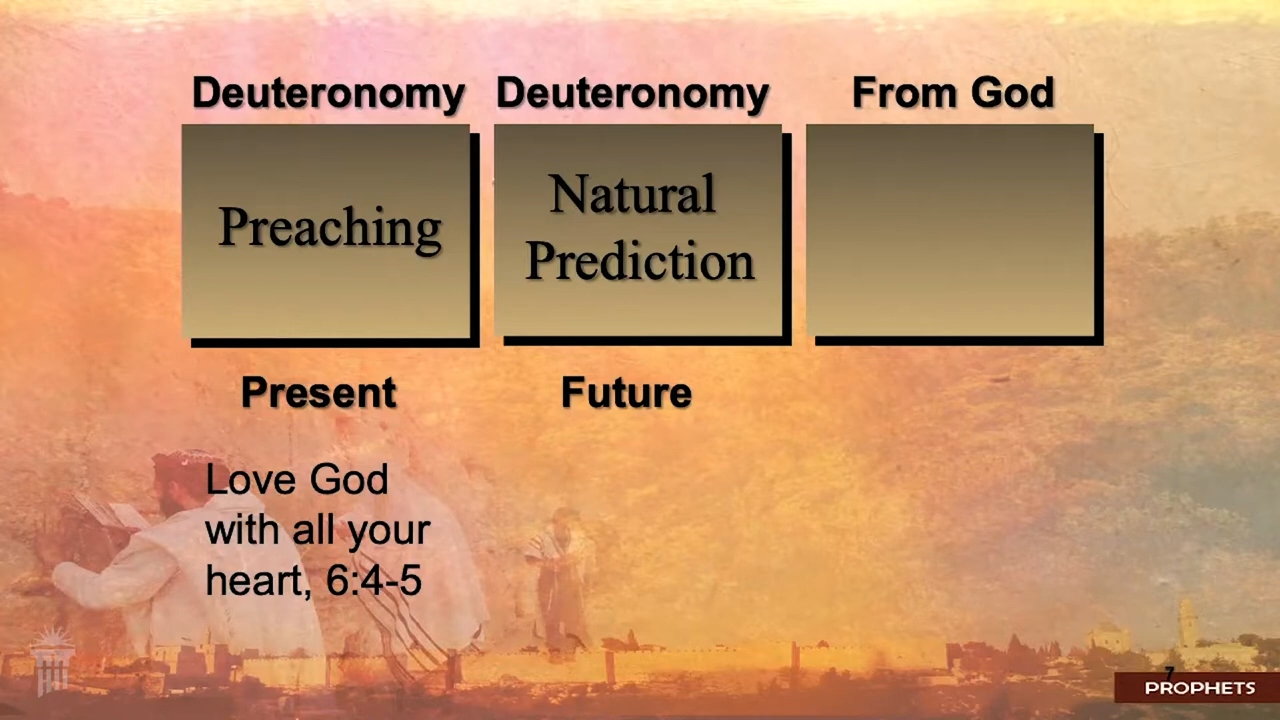 Deuteronomy Deuteronomy From God
Preaching
Natural
Prediction
Present Future
Love God
with all your
heart, 6:4-5
7
PROPHETS